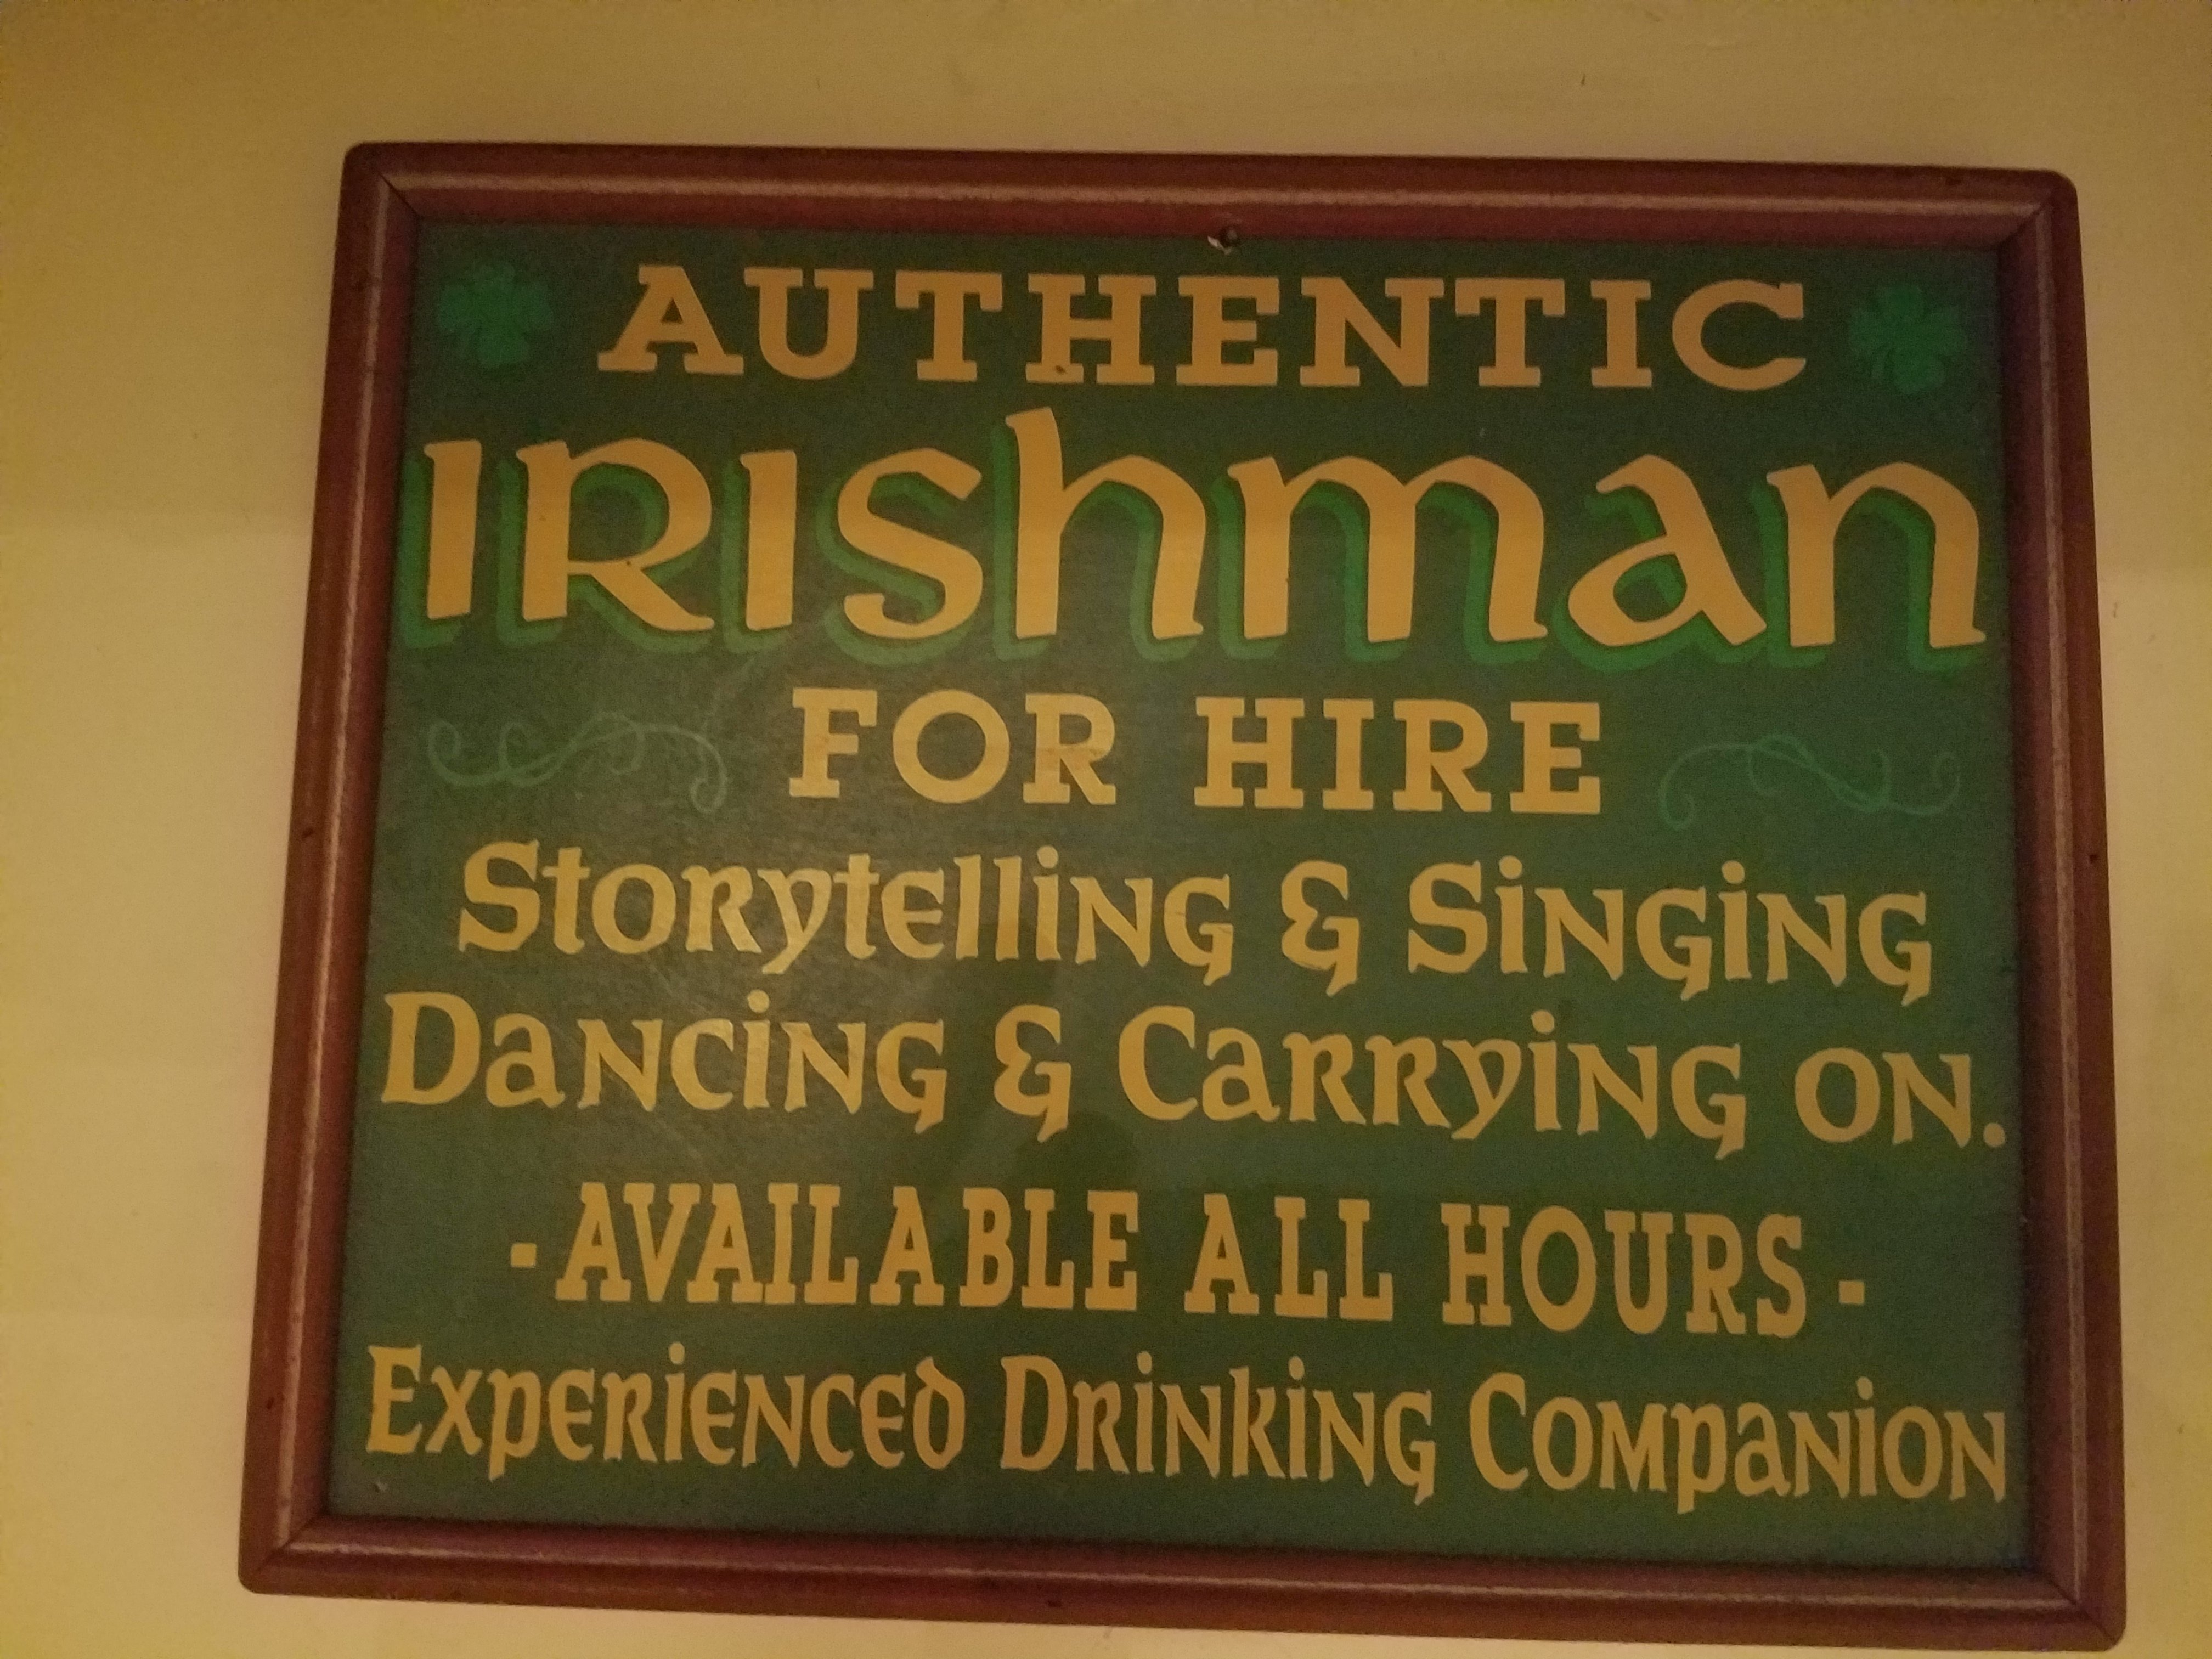 AUTHENTIC
IRIshman
FOR HIRE
Storytelling & Singing
Dancing & Carrying on.
- AVAILABLE ALL HOURS -
Experienced Drinking Companion